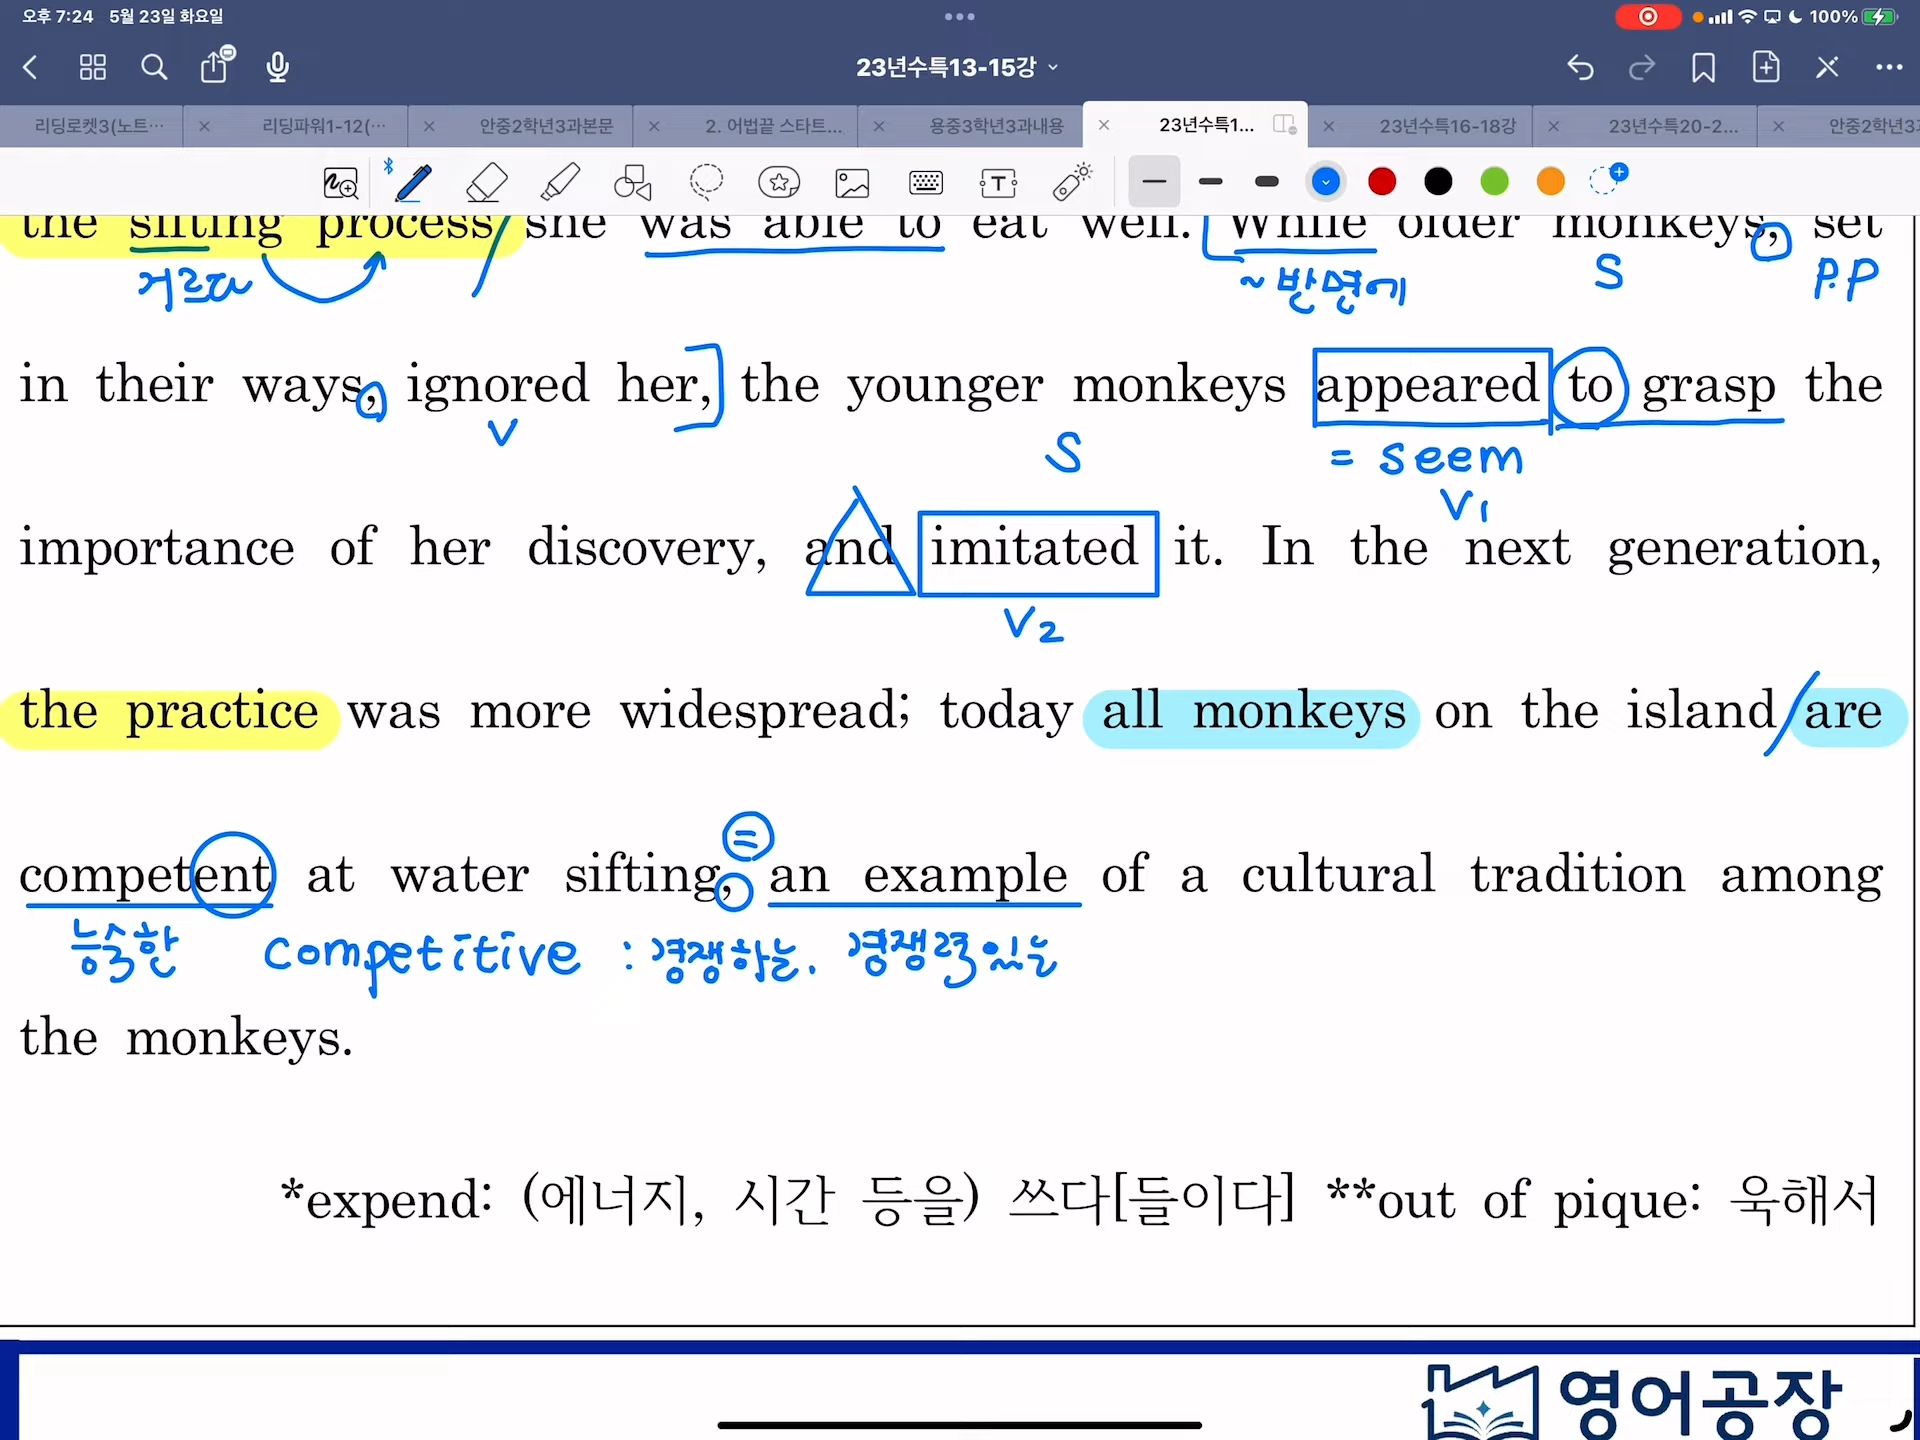 오후 7:24 5월 23일 화요일
100%
23년수특13-15강
리딩로켓3(노트…
리딩파워1-12(…
안중2학년3과본문
2. 어법끝 스타트...
용중3학년3과내용
23년수특1...
23년수특16-18강
23년수특20-2...
안중2학년3
the sifting process she was able to eat well. While older monkeys, set
거르다 ~반면에 S P.P
in their ways, ignored her, the younger monkeys appeared to grasp the
V S = seem
V1
importance of her discovery, and imitated it. In the next generation,
V2
the practice was more widespread; today all monkeys on the island are
=
competent at water sifting, an example of a cultural tradition among
능숙한 competitive : 경쟁하는, 경쟁력있는
the monkeys.
*expend: (에너지, 시간 등을) 쓰다[들이다] **out of pique: 욱해서
영어공장